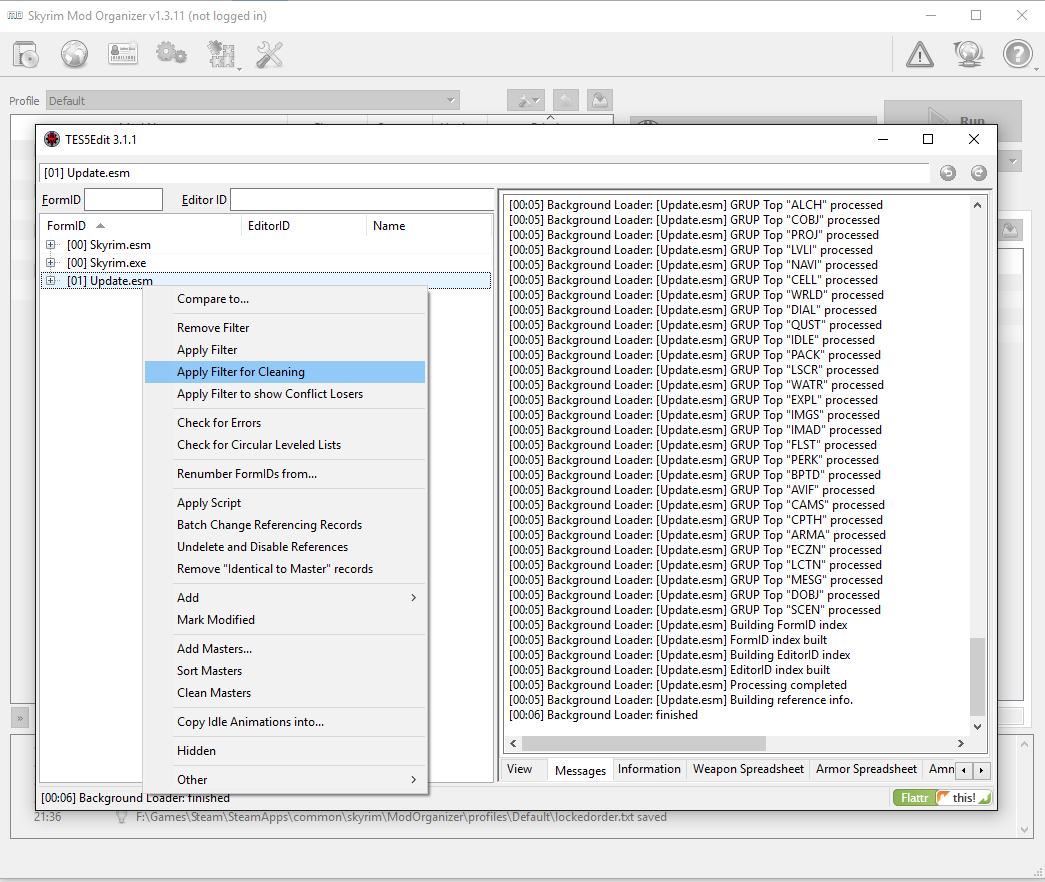 Skyrim Mod Organizer v1.3.11 (not logged in)
Profile Default
Run
TES5Edit 3.1.1
[01] Update.esm
FormID Editor ID
FormID EditorID Name
[00] Skyrim.esm
[00] Skyrim.exe
[01] Update.esm
Compare to...
Remove Filter
Apply Filter
Apply Filter for Cleaning
Apply Filter to show Conflict Losers
Check for Errors
Check for Circular Leveled Lists
Renumber FormIDs from...
Apply Script
Batch Change Referencing Records
Undelete and Disable References
Remove "Identical to Master" records
Add
Mark Modified
Add Masters...
Sort Masters
Clean Masters
Copy Idle Animations into...
Hidden
Other
[00:05] Background Loader: [Update.esm] GRUP Top "ALCH" processed
[00:05] Background Loader: [Update.esm] GRUP Top "COBJ" processed
[00:05] Background Loader: [Update.esm] GRUP Top "PROJ" processed
[00:05] Background Loader: [Update.esm] GRUP Top "LVLI" processed
[00:05] Background Loader: [Update.esm] GRUP Top "NAVI" processed
[00:05] Background Loader: [Update.esm] GRUP Top "CELL" processed
[00:05] Background Loader: [Update.esm] GRUP Top "WRLD" processed
[00:05] Background Loader: [Update.esm] GRUP Top "DIAL" processed
[00:05] Background Loader: [Update.esm] GRUP Top "QUST" processed
[00:05] Background Loader: [Update.esm] GRUP Top "IDLE" processed
[00:05] Background Loader: [Update.esm] GRUP Top "PACK" processed
[00:05] Background Loader: [Update.esm] GRUP Top "LSCR" processed
[00:05] Background Loader: [Update.esm] GRUP Top "WATR" processed
[00:05] Background Loader: [Update.esm] GRUP Top "EXPL" processed
[00:05] Background Loader: [Update.esm] GRUP Top "IMGS" processed
[00:05] Background Loader: [Update.esm] GRUP Top "IMAD" processed
[00:05] Background Loader: [Update.esm] GRUP Top "FLST" processed
[00:05] Background Loader: [Update.esm] GRUP Top "PERK" processed
[00:05] Background Loader: [Update.esm] GRUP Top "BPTD" processed
[00:05] Background Loader: [Update.esm] GRUP Top "AVIF" processed
[00:05] Background Loader: [Update.esm] GRUP Top "CAMS" processed
[00:05] Background Loader: [Update.esm] GRUP Top "CPTH" processed
[00:05] Background Loader: [Update.esm] GRUP Top "ARMA" processed
[00:05] Background Loader: [Update.esm] GRUP Top "ECZN" processed
[00:05] Background Loader: [Update.esm] GRUP Top "LCTN" processed
[00:05] Background Loader: [Update.esm] GRUP Top "MESG" processed
[00:05] Background Loader: [Update.esm] GRUP Top "DOBJ" processed
[00:05] Background Loader: [Update.esm] GRUP Top "SCEN" processed
[00:05] Background Loader: [Update.esm] Building FormID index
[00:05] Background Loader: [Update.esm] FormID index built
[00:05] Background Loader: [Update.esm] Building EditorID index
[00:05] Background Loader: [Update.esm] EditorID index built
[00:05] Background Loader: [Update.esm] Processing completed
[00:05] Background Loader: [Update.esm] Building reference info.
[00:06] Background Loader: finished
View Messages Information Weapon Spreadsheet Armor Spreadsheet Amn
[00:06] Background Loader: finished
Flattr this!
21:36 F:\Games\Steam\SteamApps\common\skyrim\ModOrganizer\profiles\Default\lockedorder.txt saved